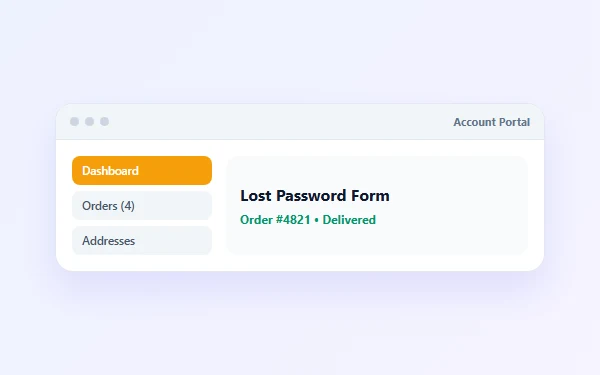 Account Portal
Dashboard
Orders (4)
Addresses
Lost Password Form
Order #4821 • Delivered